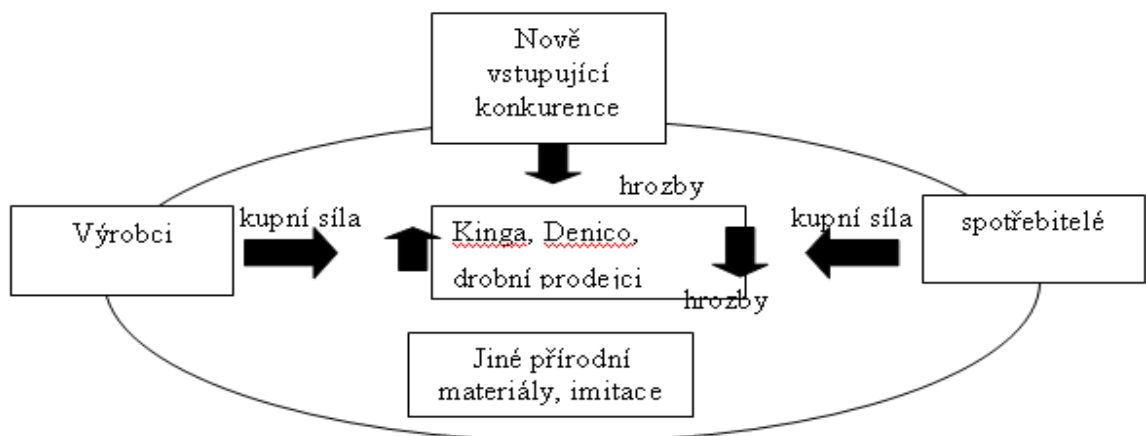 Nově
vstupující
konkurence
hrozby
Výrobci
kupní síla
Kinga, Denico,
drobní prodejci
kupní síla
spotřebitelé
hrozby
Jiné přírodní
materiály, imitace